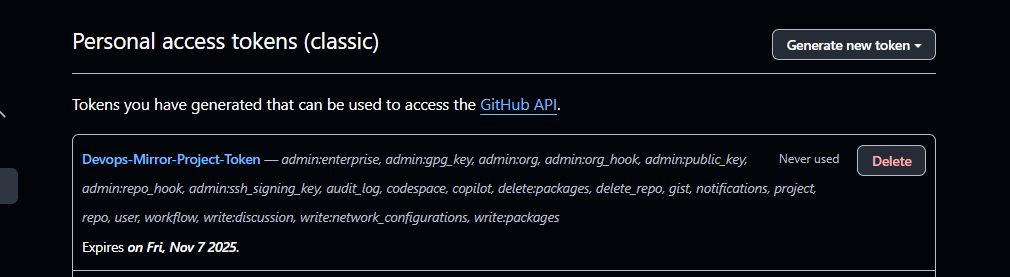 Personal access tokens (classic)
Generate new token
Tokens you have generated that can be used to access the GitHub API.
Devops-Mirror-Project-Token — admin:enterprise, admin:gpg_key, admin:org, admin:org_hook, admin:public_key,
Never used
Delete
admin:repo_hook, admin:ssh_signing_key, audit_log, codespace, copilot, delete:packages, delete_repo, gist, notifications, project,
repo, user, workflow, write:discussion, write:network_configurations, write:packages
Expires on Fri, Nov 7 2025.